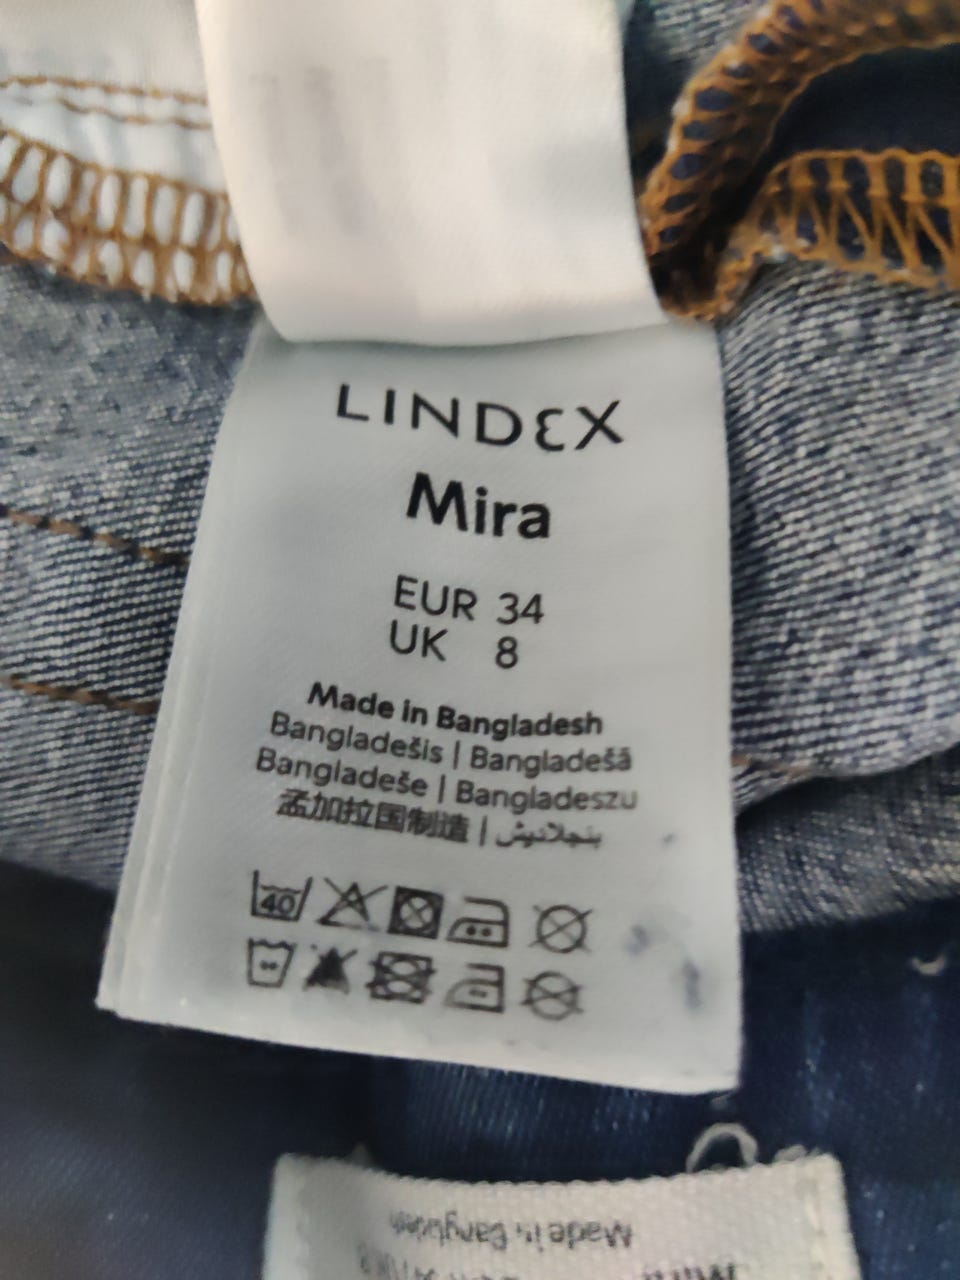 LINDEX
Mira
EUR 34
UK 8
Made in Bangladesh
Bangladešis | Bangladešā
Bangladeše | Bangladeszu
孟加拉国制造 | بنجلاديش
40
Made in Bangladesh